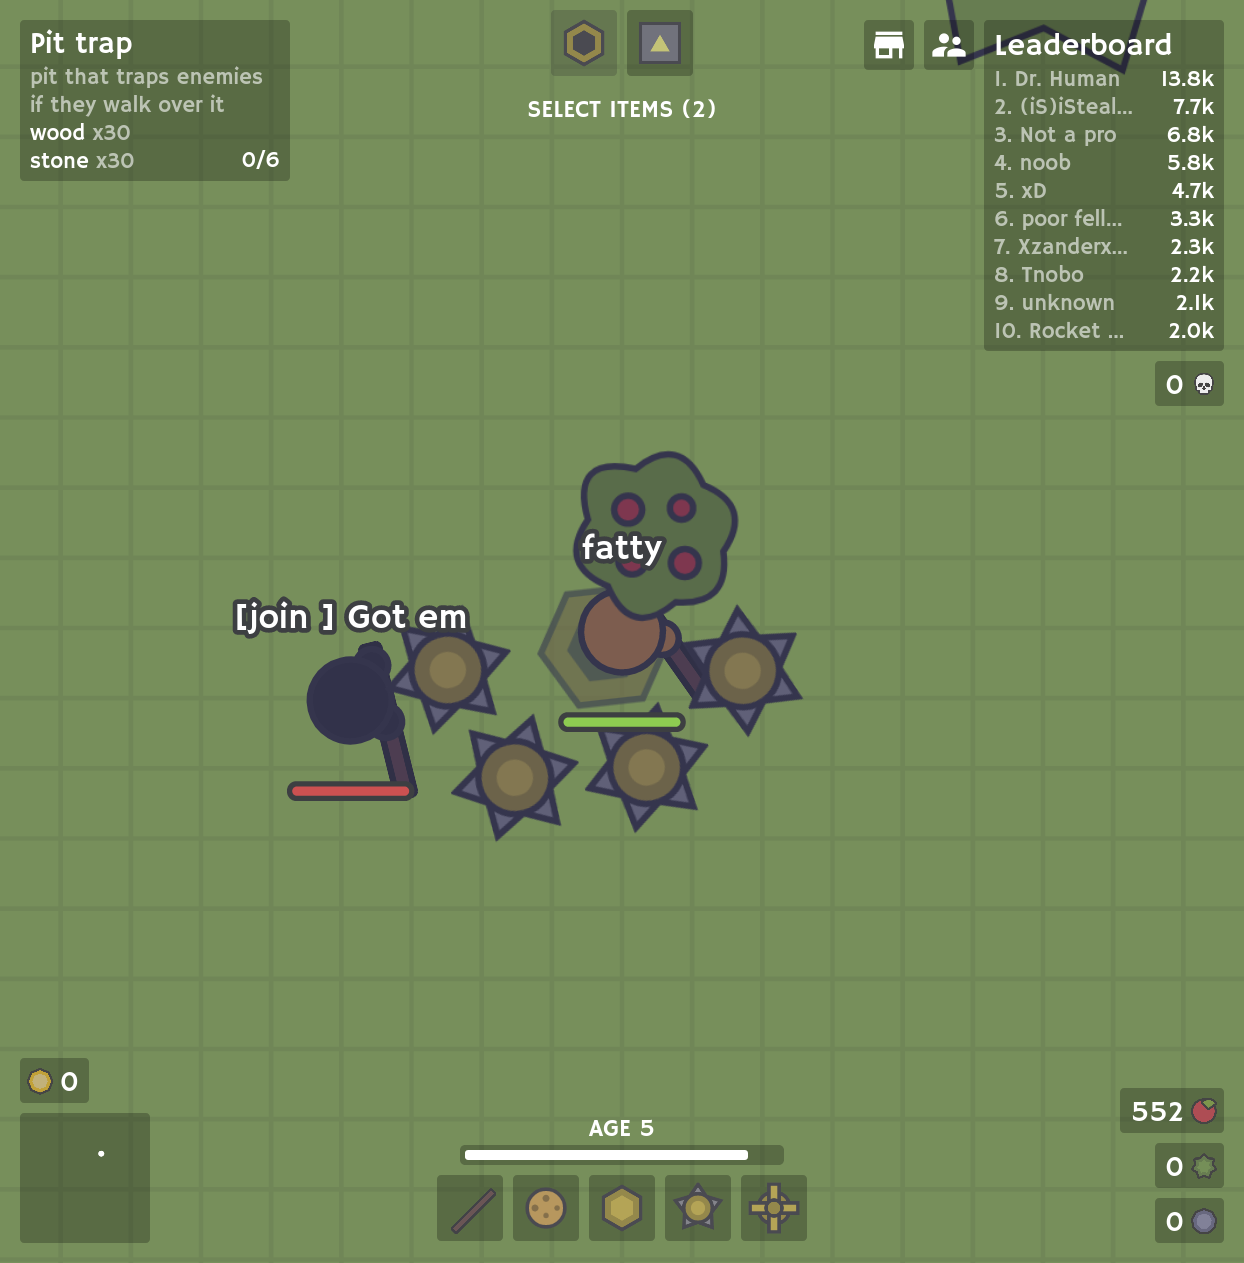 Pit trap
pit that traps enemies
if they walk over it
wood x30
stone x30 0/6
SELECT ITEMS (2)
Leaderboard
1. Dr. Human 13.8k
2. (iS)iSteal... 7.7k
3. Not a pro 6.8k
4. noob 5.8k
5. xD 4.7k
6. poor fell... 3.3k
7. Xzanderx... 2.3k
8. Tnobo 2.2k
9. unknown 2.1k
10. Rocket ... 2.0k
0
fatty
[join ] Got em
0
AGE 5
552
0
0